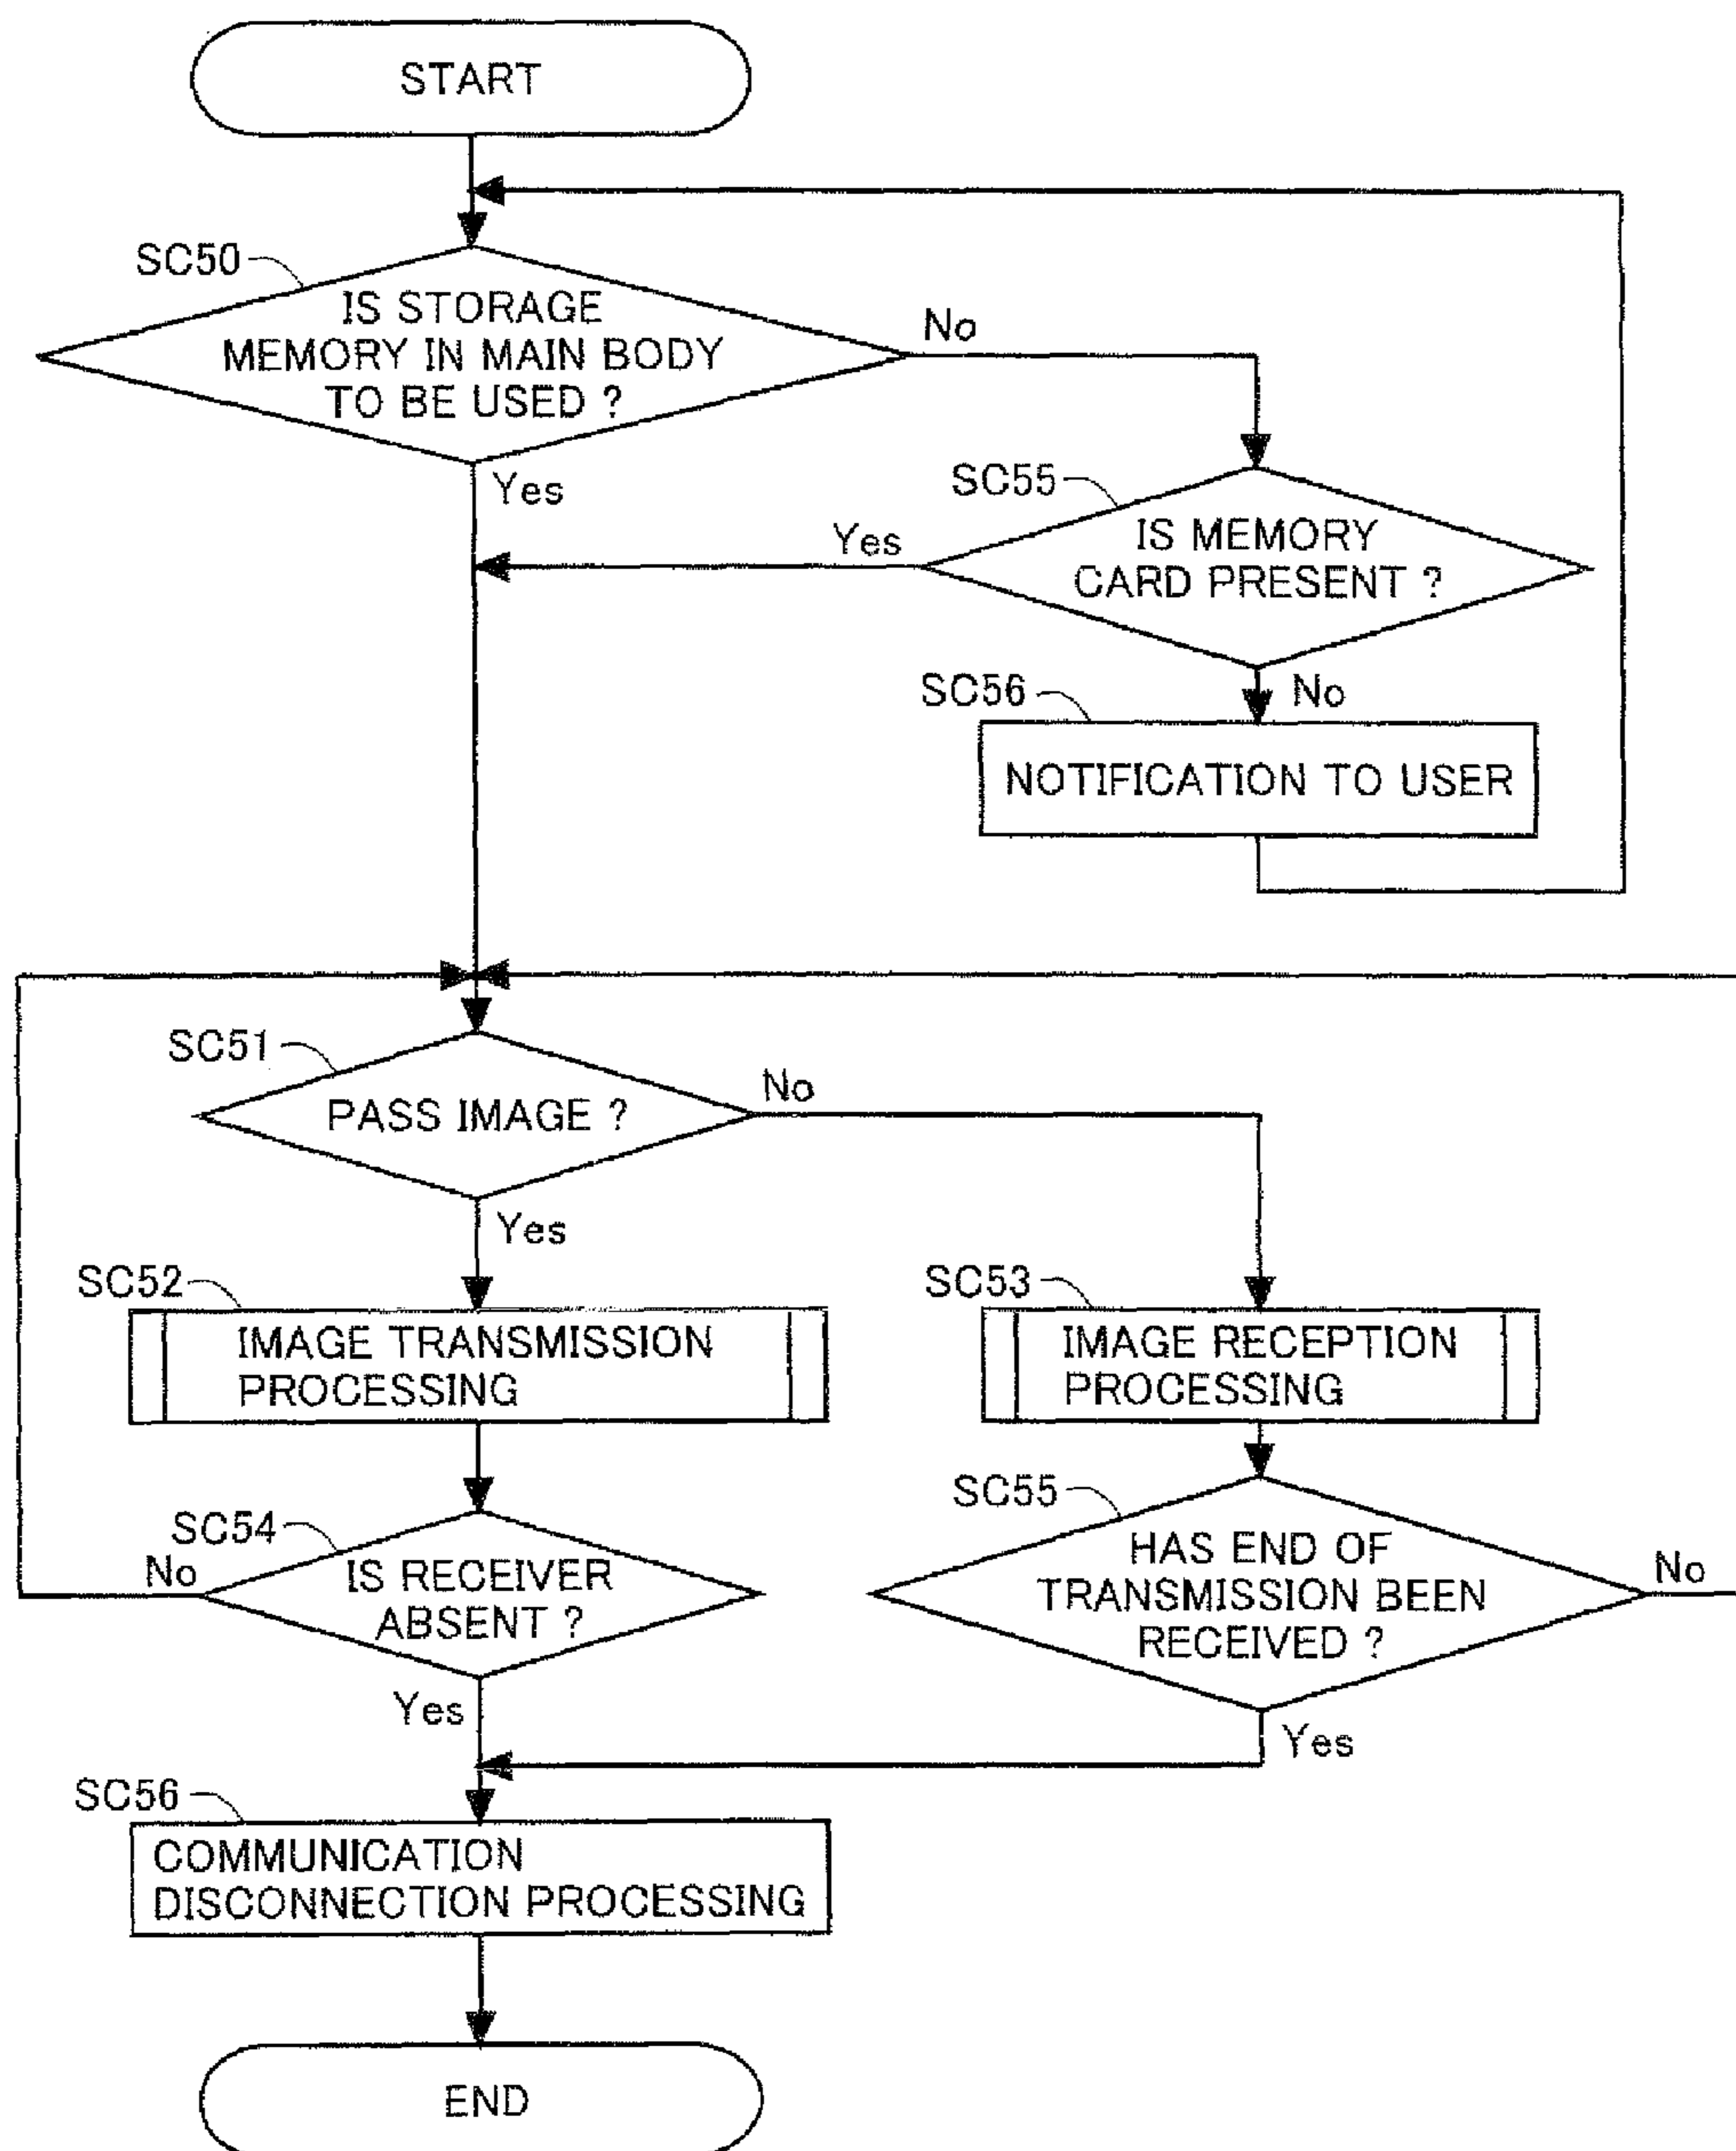 START
SC50
IS STORAGE
MEMORY IN MAIN BODY
TO BE USED ?
No
Yes
SC55
IS MEMORY
CARD PRESENT ?
Yes
No
SC56
NOTIFICATION TO USER
SC51
PASS IMAGE ?
No
Yes
SC52
IMAGE TRANSMISSION
PROCESSING
SC53
IMAGE RECEPTION
PROCESSING
SC54
IS RECEIVER
ABSENT ?
No
Yes
SC55
HAS END OF
TRANSMISSION BEEN
RECEIVED ?
No
Yes
SC56
COMMUNICATION
DISCONNECTION PROCESSING
END